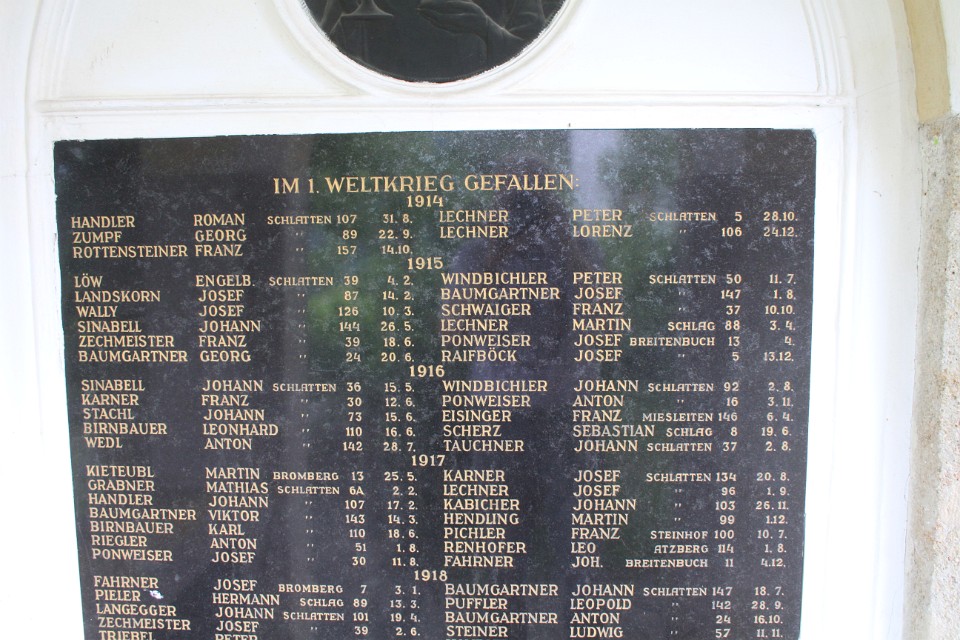 IM 1. WELTKRIEG GEFALLEN:
1914
HANDLER ROMAN SCHLATTEN 107 31. 8.
ZUMPF GEORG " 89 22. 9.
ROTTENSTEINER FRANZ 157 14.10.
LECHNER PETER SCHLATTEN 5 28.10.
LECHNER LORENZ " 106 24.12.
1915
LÖW ENGELB. SCHLATTEN 39 4. 2.
LANDSKORN JOSEF " 87 14. 2.
WALLY JOSEF " 126 10. 3.
SINABELL JOHANN " 144 26. 5.
ZECHMEISTER FRANZ " 39 18. 6.
BAUMGARTNER GEORG " 24 20. 6.
WINDBICHLER PETER SCHLATTEN 50 11. 7.
BAUMGARTNER JOSEF " 147 1. 8.
SCHWAIGER FRANZ " 37 10.10.
LECHNER MARTIN SCHLAG 88 3. 4.
PONWEISER JOSEF BREITENBUCH 13 4.
RAIFBÖCK JOSEF " 5 13.12.
1916
SINABELL JOHANN SCHLATTEN 36 15. 5.
KARNER FRANZ " 30 12. 6.
STACHL JOHANN " 73 15. 6.
BIRNBAUER LEONHARD " 110 16. 6.
WEDL ANTON " 142 28. 7.
WINDBICHLER JOHANN SCHLATTEN 92 2. 8.
PONWEISER ANTON " 16 3. 11.
EISINGER FRANZ MIESLEITEN 146 6. 4.
SCHERZ SEBASTIAN SCHLAG 8 19. 6.
TAUCHNER JOHANN SCHLATTEN 37 2. 8.
1917
KIETEUBL MARTIN BROMBERG 13 25. 5.
GRABNER MATHIAS SCHLATTEN 6A 2. 2.
HANDLER JOHANN " 107 17. 2.
BAUMGARTNER VIKTOR " 143 14. 3.
BIRNBAUER KARL " 110 18. 6.
RIEGLER ANTON " 51 1. 8.
PONWEISER JOSEF " 30 11. 8.
KARNER JOSEF SCHLATTEN 134 20. 8.
LECHNER JOSEF " 96 1. 9.
KABICHER JOHANN " 103 26. 11.
HENDLING MARTIN " 99 1.12.
PICHLER FRANZ STEINHOF 100 10. 7.
RENHOFER LEO ATZBERG 114 1. 8.
FAHRNER JOH. BREITENBUCH 11 4.12.
1918
FAHRNER JOSEF BROMBERG 7 3. 1.
PIELER HERMANN SCHLAG 89 13. 3.
LANGEGGER JOHANN SCHLATTEN 101 19. 4.
ZECHMEISTER JOSEF " 39 2. 6.
TRIEBEL PETER
BAUMGARTNER JOHANN SCHLATTEN 147 18. 7.
PUFFLER LEOPOLD " 142 28. 9.
BAUMGARTNER ANTON " 24 16.10.
STEINER LUDWIG " 57 11. 11.